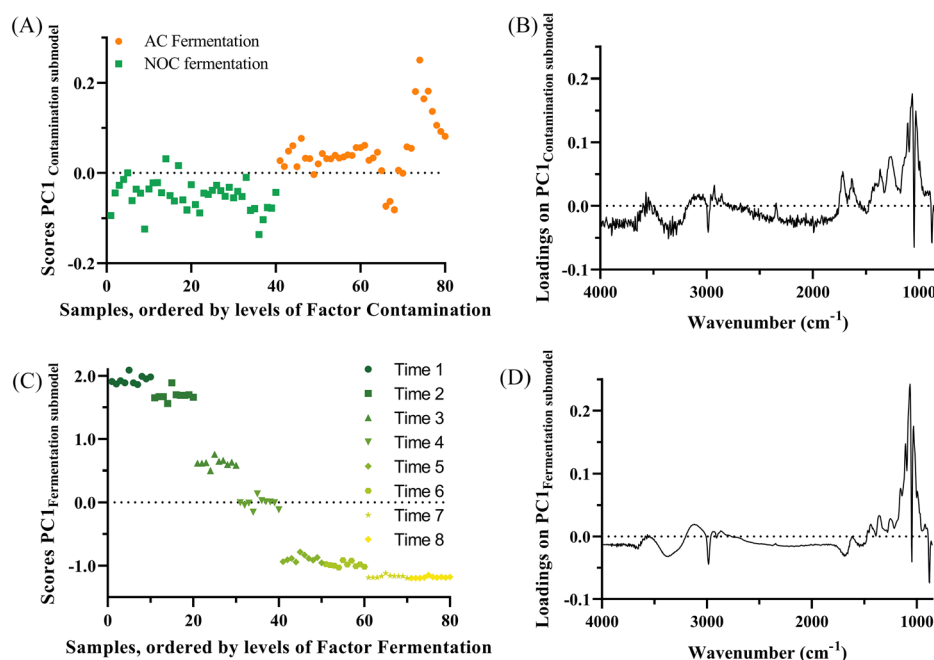 (A)
Scores PC1 Contamination submodel
AC Fermentation
NOC fermentation
0.2
0.0
-0.2
0 20 40 60 80
Samples, ordered by levels of Factor Contamination
(B)
Loadings on PC1Contamination submodel
0.2
0.1
0.0
-0.1
4000 3000 2000 1000
Wavenumber (cm-1)
(C)
Scores PC1Fermentation submodel
2.0
1.0
0.0
-1.0
Time 1
Time 2
Time 3
Time 4
Time 5
Time 6
Time 7
Time 8
0 20 40 60 80
Samples, ordered by levels of Factor Fermentation
(D)
Loadings on PC1Fermentation submodel
0.3
0.2
0.1
0.0
-0.1
4000 3000 2000 1000
Wavenumber (cm-1)